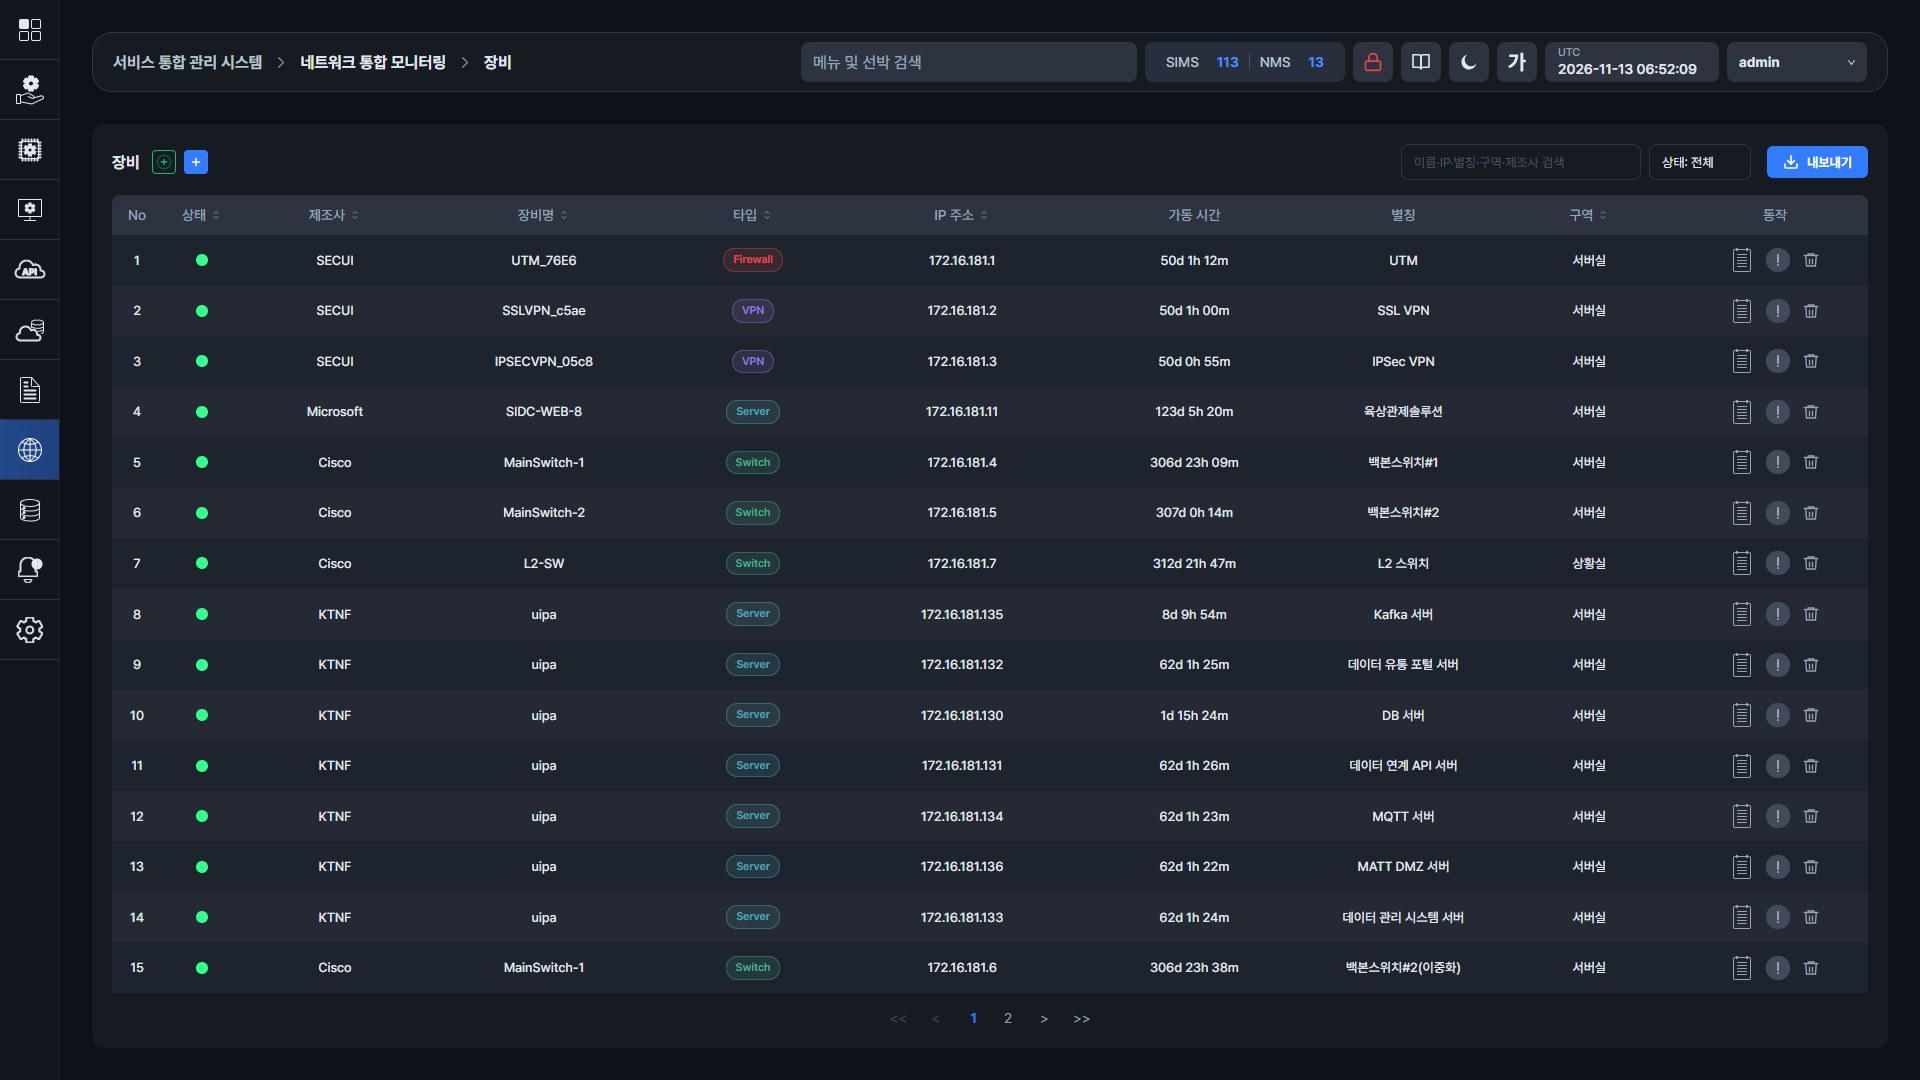 서비스 통합 관리 시스템 > 네트워크 통합 모니터링 > 장비
메뉴 및 선박 검색
SIMS 113 NMS 13
가
UTC
2026-11-13 06:52:09
admin
API
장비
이름·IP·별칭·구역·제조사 검색
상태: 전체
내보내기
No 상태 제조사 장비명 타입 IP 주소 가동 시간 별칭 구역 동작
1 SECUI UTM_76E6 Firewall 172.16.181.1 50d 1h 12m UTM 서버실
2 SECUI SSLVPN_c5ae VPN 172.16.181.2 50d 1h 00m SSL VPN 서버실
3 SECUI IPSECVPN_05c8 VPN 172.16.181.3 50d 0h 55m IPSec VPN 서버실
4 Microsoft SIDC-WEB-8 Server 172.16.181.11 123d 5h 20m 육상관제솔루션 서버실
5 Cisco MainSwitch-1 Switch 172.16.181.4 306d 23h 09m 백본스위치#1 서버실
6 Cisco MainSwitch-2 Switch 172.16.181.5 307d 0h 14m 백본스위치#2 서버실
7 Cisco L2-SW Switch 172.16.181.7 312d 21h 47m L2 스위치 상황실
8 KTNF uipa Server 172.16.181.135 8d 9h 54m Kafka 서버 서버실
9 KTNF uipa Server 172.16.181.132 62d 1h 25m 데이터 유통 포털 서버 서버실
10 KTNF uipa Server 172.16.181.130 1d 15h 24m DB 서버 서버실
11 KTNF uipa Server 172.16.181.131 62d 1h 26m 데이터 연계 API 서버 서버실
12 KTNF uipa Server 172.16.181.134 62d 1h 23m MQTT 서버 서버실
13 KTNF uipa Server 172.16.181.136 62d 1h 22m MATT DMZ 서버 서버실
14 KTNF uipa Server 172.16.181.133 62d 1h 24m 데이터 관리 시스템 서버 서버실
15 Cisco MainSwitch-1 Switch 172.16.181.6 306d 23h 38m 백본스위치#2(이중화) 서버실
<< < 1 2 > >>